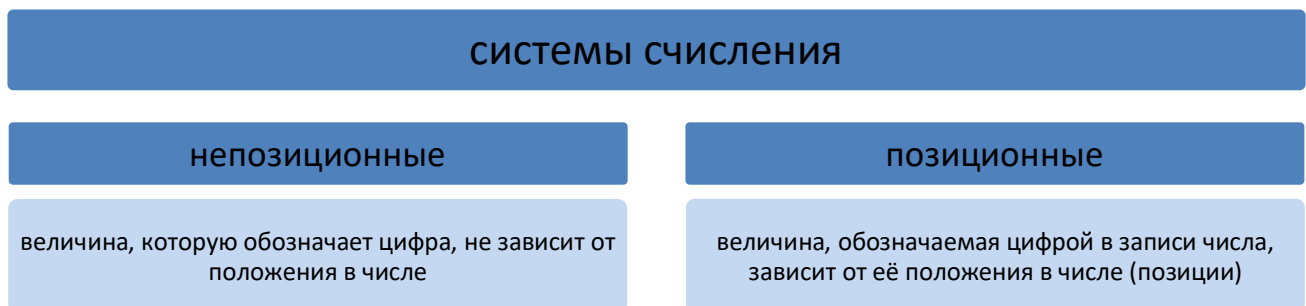 системы счисления
непозиционные
величина, которую обозначает цифра, не зависит от
положения в числе
позиционные
величина, обозначаемая цифрой в записи числа,
зависит от её положения в числе (позиции)